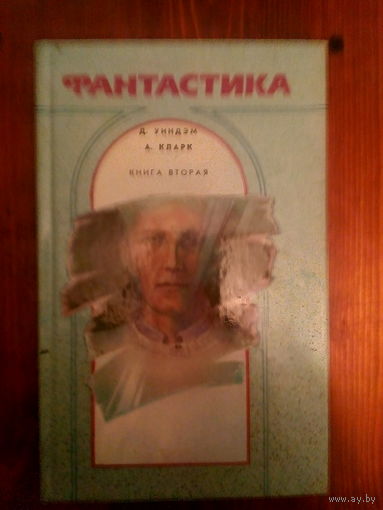 ФАНТАСТИКА
Д. УИНДЭМ
А. КЛАРК
КНИГА ВТОРАЯ
www.ay.by